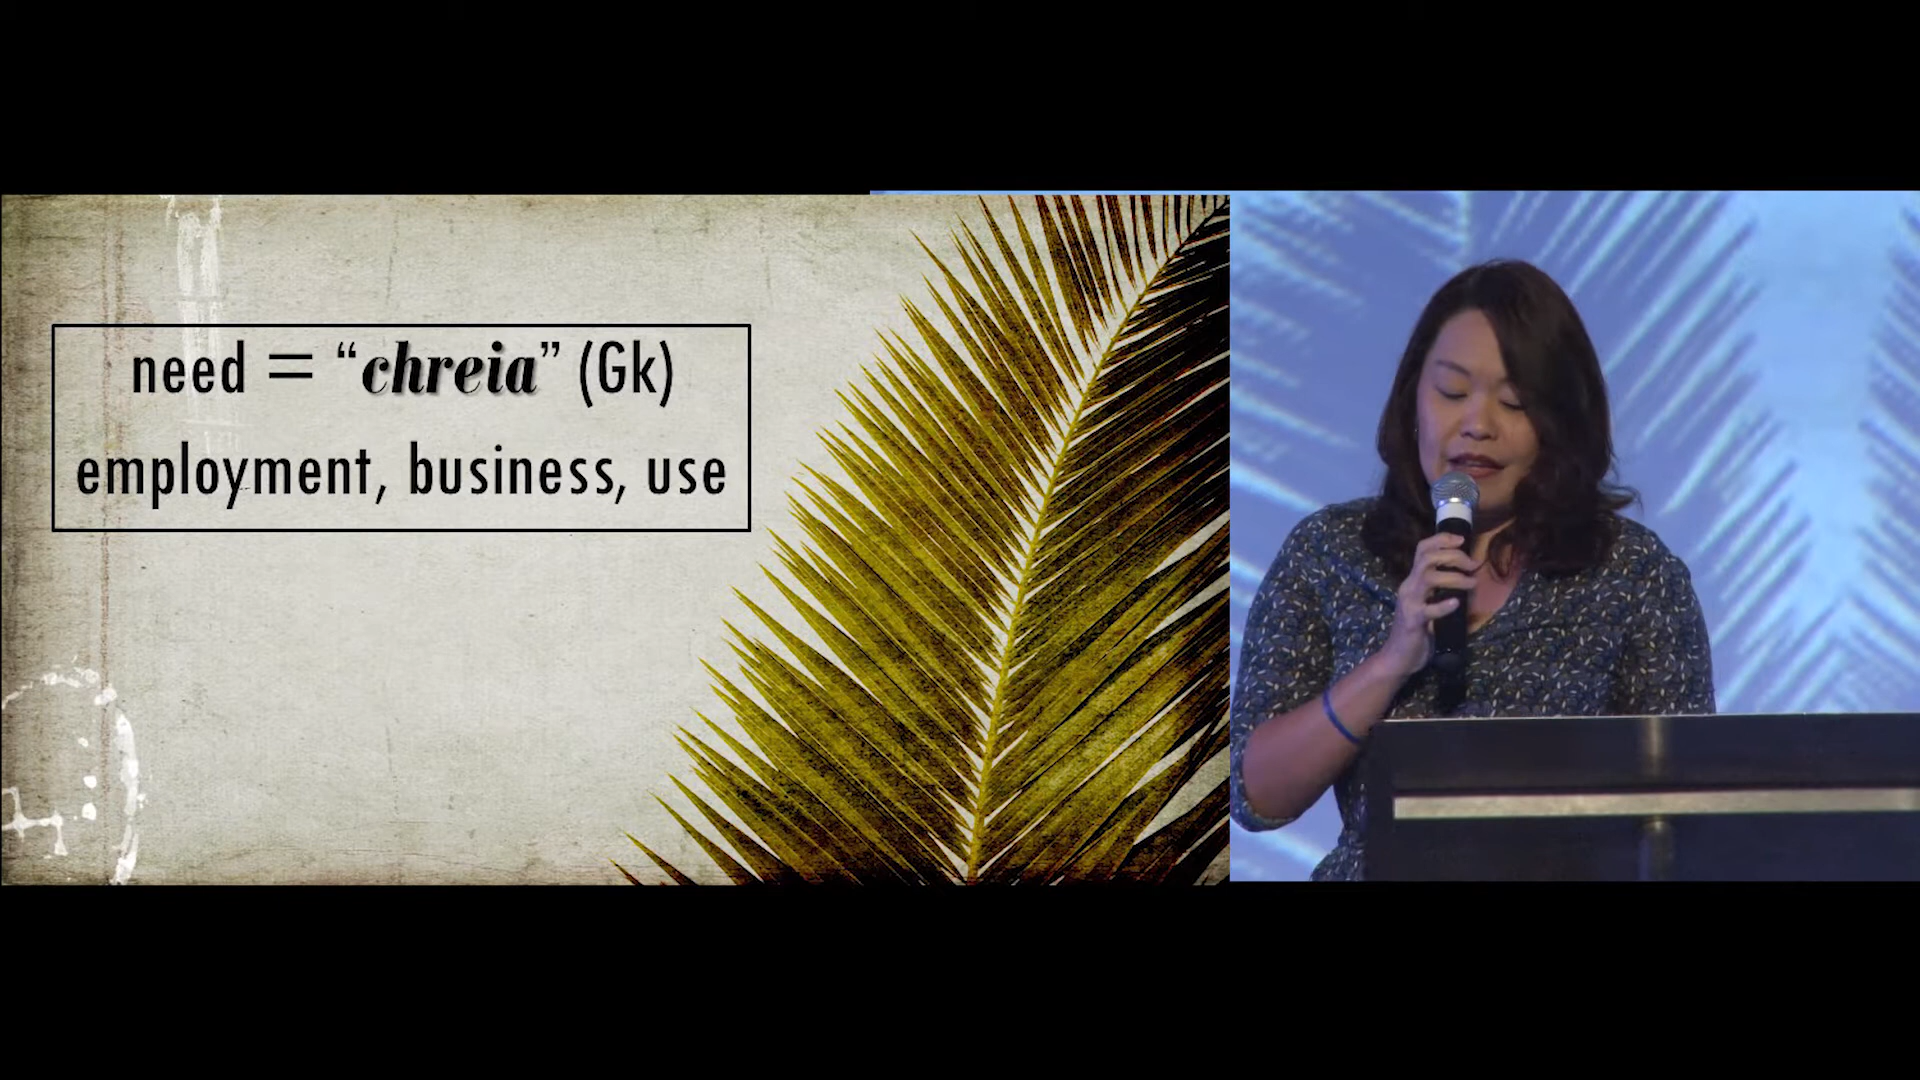 need = “chreia” (Gk)
employment, business, use